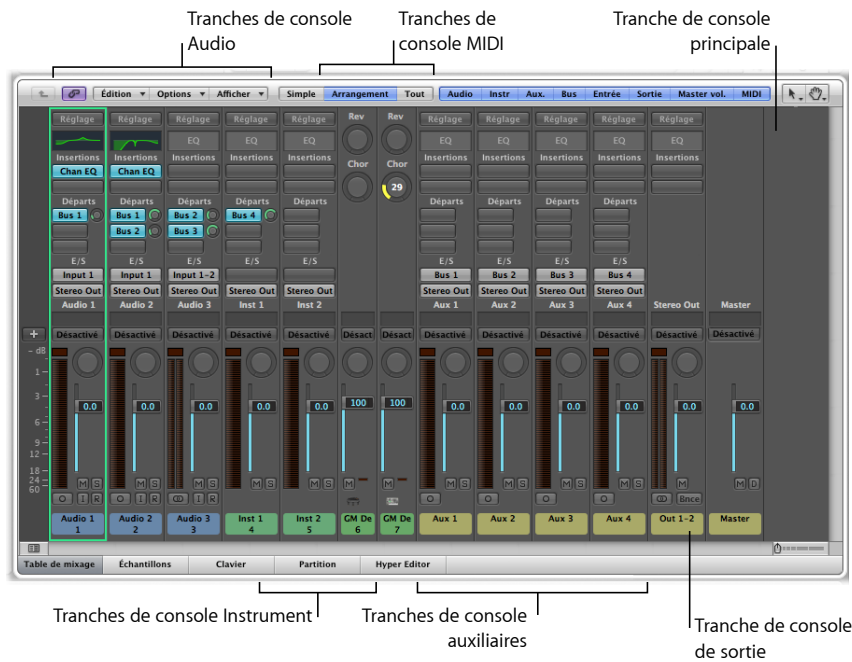 Tranches de console
Audio
Tranches de
console MIDI
Tranche de console
principale
Édition Options Afficher Simple Arrangement Tout Audio Instr Aux. Bus Entrée Sortie Master vol. MIDI
Réglage Réglage Réglage Réglage Réglage Rev Rev Réglage Réglage Réglage Réglage Réglage
EQ EQ EQ EQ EQ EQ EQ EQ
Insertions Insertions Insertions Insertions Insertions Chor Chor Insertions Insertions Insertions Insertions Insertions
Chan EQ Chan EQ
29
Départs Départs Départs Départs Départs Départs Départs Départs Départs
Bus 1 Bus 1 Bus 2 Bus 4
Bus 2 Bus 3
E/S E/S E/S E/S E/S E/S E/S E/S E/S
Input 1 Input 1 Input 1-2 Bus 1 Bus 2 Bus 3 Bus 4
Stereo Out Stereo Out Stereo Out Stereo Out Stereo Out Stereo Out Stereo Out Stereo Out Stereo Out
Audio 1 Audio 2 Audio 3 Inst 1 Inst 2 Aux 1 Aux 2 Aux 3 Aux 4 Stereo Out Master
+ Désactivé Désactivé Désactivé Désactivé Désactivé Désact Désact Désactivé Désactivé Désactivé Désactivé Désactivé Désactivé
- dB
1
3
0.0 0.0 0.0 0.0 0.0 100 100 0.0 0.0 0.0 0.0 0.0 0.0
6
9
12
18
24
60
M S M S M S M S M S M M M S M S M S M S M M D
I R I R I R Bnce
Audio 1 Audio 2 Audio 3 Inst 1 Inst 2 GM De GM De Aux 1 Aux 2 Aux 3 Aux 4 Out 1-2 Master
1 2 3 4 5 6 7
Table de mixage Échantillons Clavier Partition Hyper Editor
Tranches de console Instrument
Tranches de console
auxiliaires
Tranche de console
de sortie